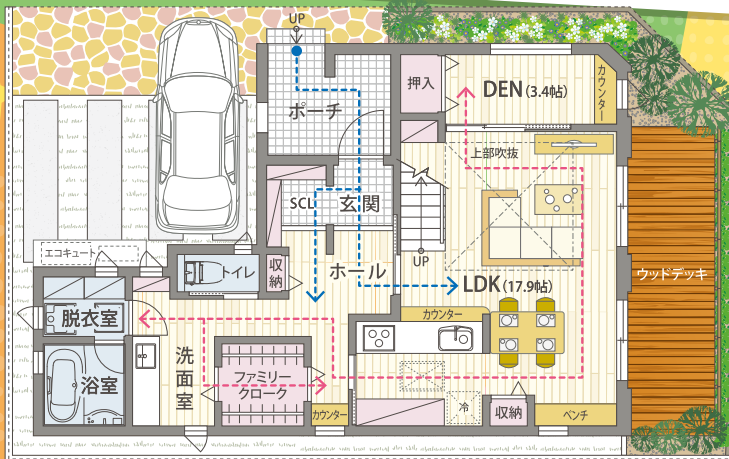 UP
ポーチ
押入
DEN(3.4帖)
カウンター
上部吹抜
SCL
玄関
エコキュート
トイレ
収納
ホール
UP
LDK(17.9帖)
ウッドデッキ
脱衣室
カウンター
洗面室
浴室
ファミリー
クローク
カウンター
冷
収納
ベンチ